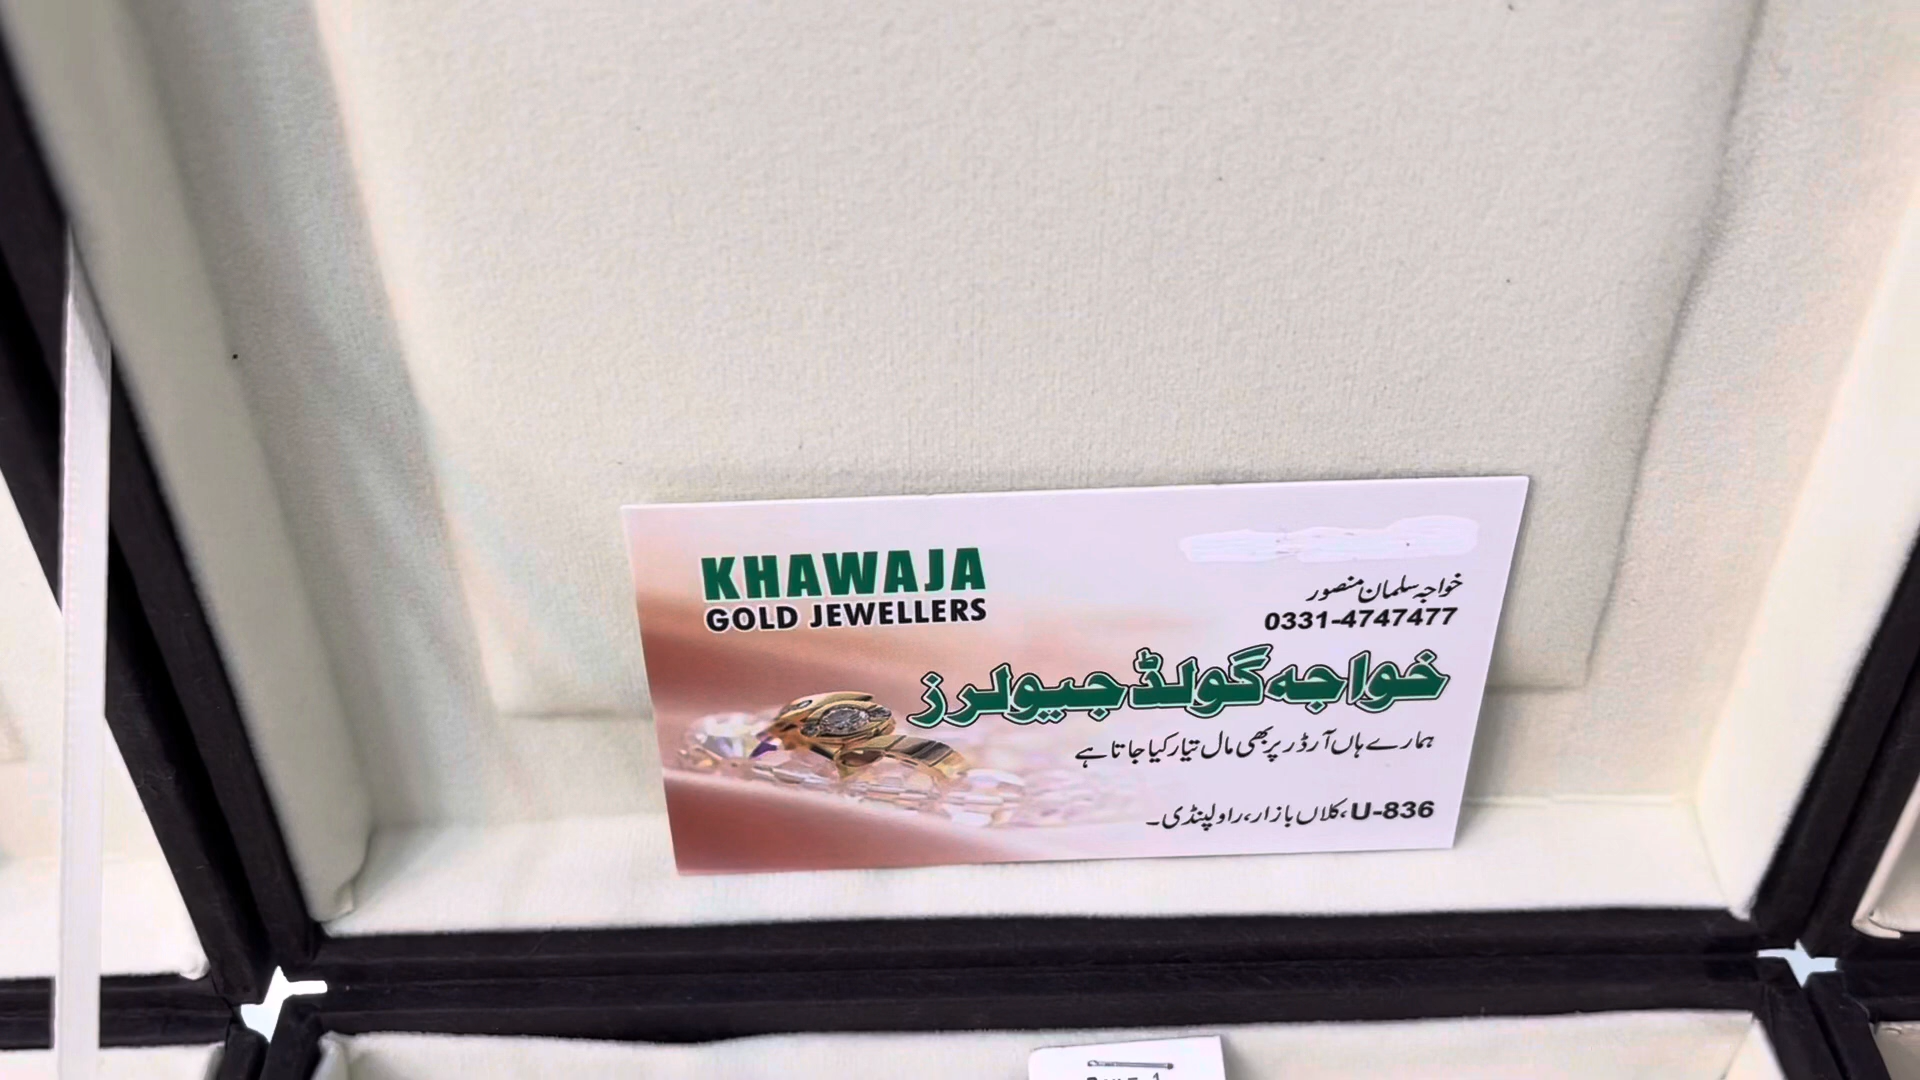 KHAWAJA
GOLD JEWELLERS
خواجہ سلمان منصور
0331-4747477
خواجہ گولڈ جیولرز
ہمارے ہاں آرڈر پر بھی مال تیار کیا جاتا ہے
U-836، کلاں بازار، راولپنڈی۔